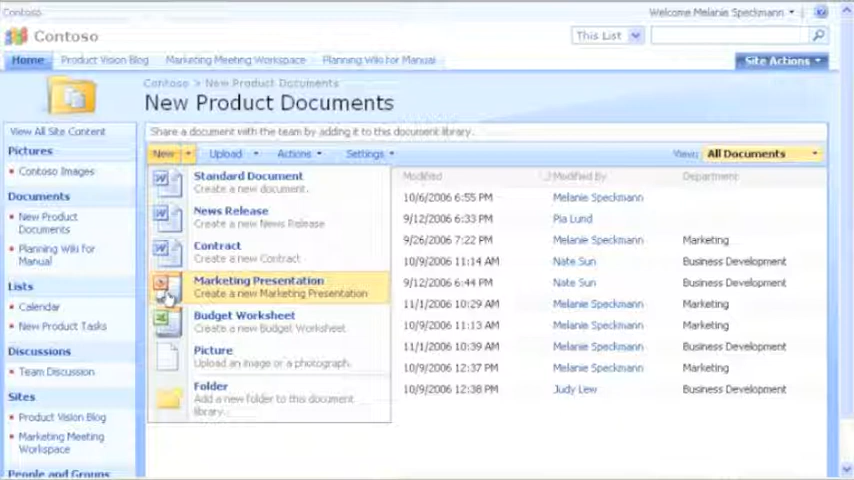 Contoso
Welcome Melanie Speckmann
Contoso
This List
Home
Product Vision Blog
Marketing Meeting Workspace
Planning Wiki for Manual
Site Actions
Contoso > New Product Documents
New Product Documents
View All Site Content
Share a document with the team by adding it to this document library.
Pictures
Contoso Images
Documents
New Product
Documents
Planning Wiki for
Manual
Lists
Calendar
New Product Tasks
Discussions
Team Discussion
Sites
Product Vision Blog
Marketing Meeting
Workspace
People and Groups
New
Upload
Actions
Settings
View:
All Documents
Standard Document
Create a new document.
News Release
Create a new News Release
Contract
Create a new Contract
Marketing Presentation
Create a new Marketing Presentation
Budget Worksheet
Create a new Budget Worksheet
Picture
Upload an image or a photograph.
Folder
Add a new folder to this document
library.
Modified Modified By Department
10/6/2006 6:55 PM Melanie Speckmann
9/12/2006 6:33 PM Pia Lund
9/26/2006 7:22 PM Melanie Speckmann Marketing
10/9/2006 11:14 AM Nate Sun Business Development
9/12/2006 6:44 PM Nate Sun Business Development
11/1/2006 10:29 AM Melanie Speckmann Marketing
10/9/2006 11:13 AM Melanie Speckmann Marketing
11/1/2006 10:39 AM Melanie Speckmann Business Development
10/9/2006 12:37 PM Melanie Speckmann Marketing
10/9/2006 12:38 PM Judy Lew Business Development